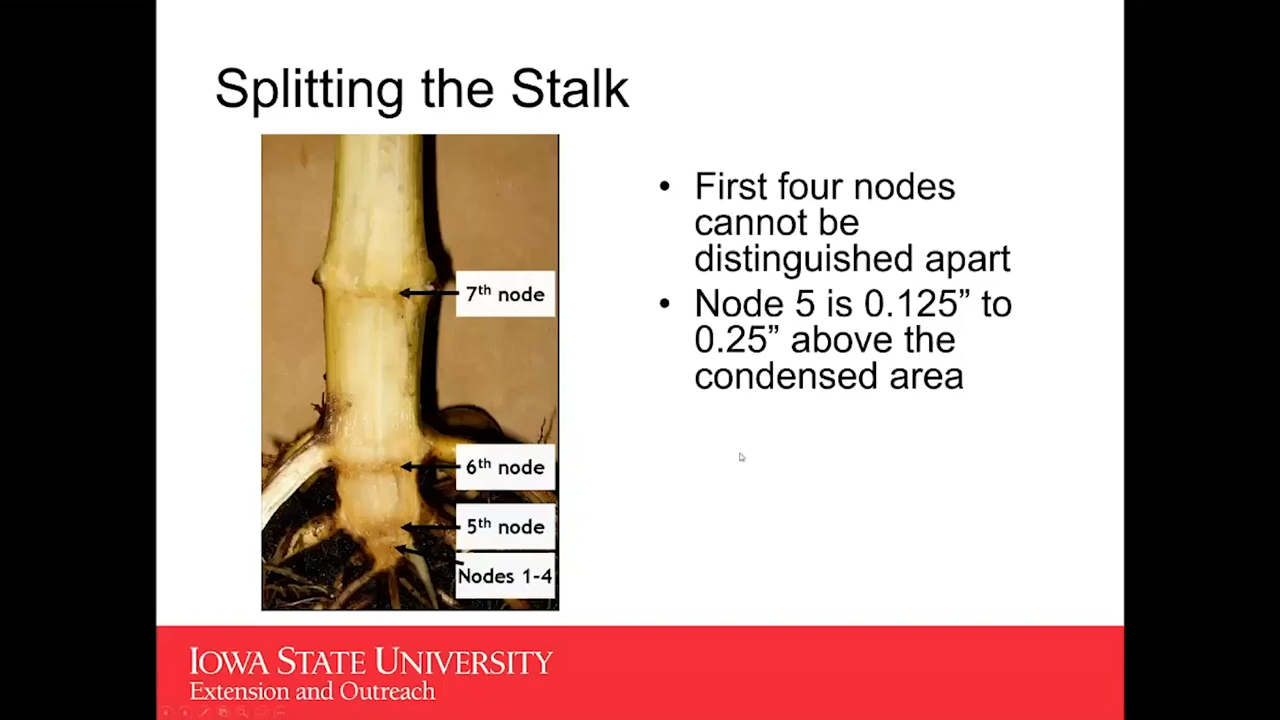 Splitting the Stalk
7th node
6th node
5th node
Nodes 1-4
• First four nodes
cannot be
distinguished apart
• Node 5 is 0.125” to
0.25” above the
condensed area
IOWA STATE UNIVERSITY
Extension and Outreach